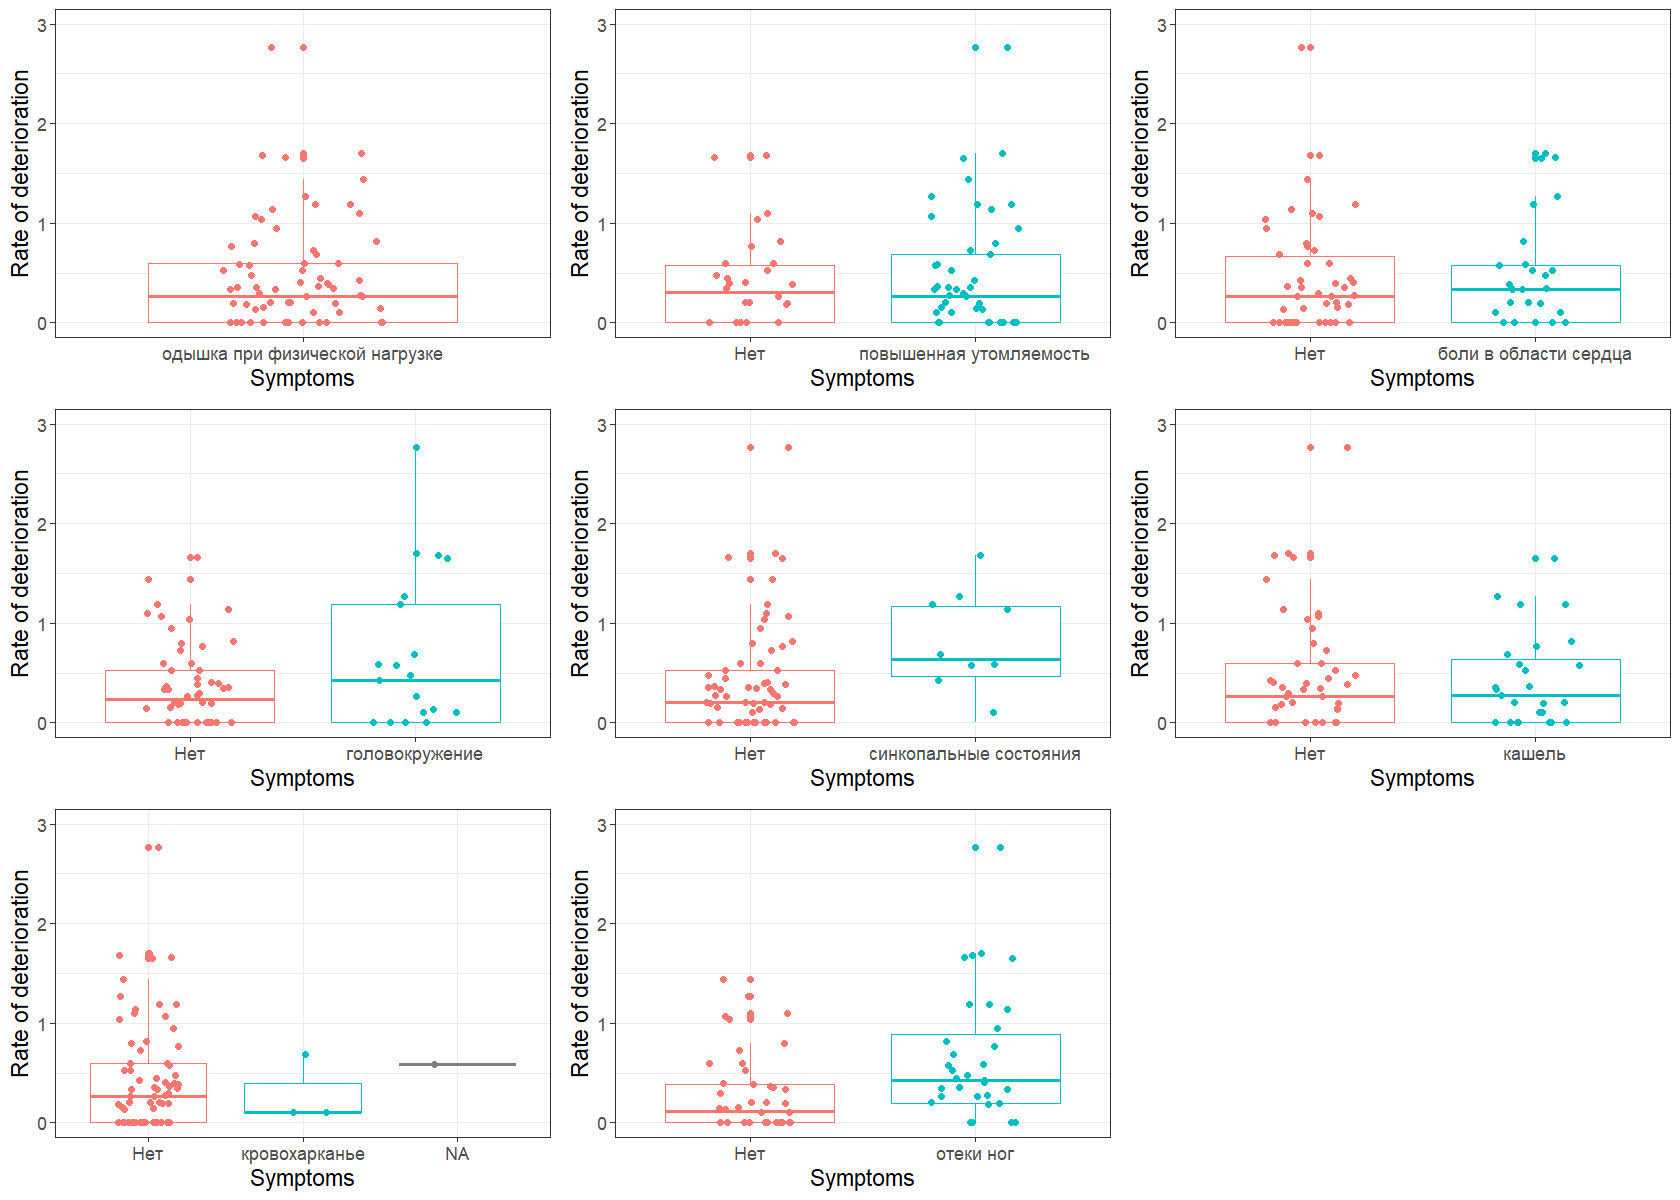 3
2
1
0
Rate of deterioration
одышка при физической нагрузке
Symptoms
3
2
1
0
Rate of deterioration
Нет повышенная утомляемость
Symptoms
3
2
1
0
Rate of deterioration
Нет боли в области сердца
Symptoms
3
2
1
0
Rate of deterioration
Нет головокружение
Symptoms
3
2
1
0
Rate of deterioration
Нет синкопальные состояния
Symptoms
3
2
1
0
Rate of deterioration
Нет кашель
Symptoms
3
2
1
0
Rate of deterioration
Нет кровохарканье NA
Symptoms
3
2
1
0
Rate of deterioration
Нет отеки ног
Symptoms